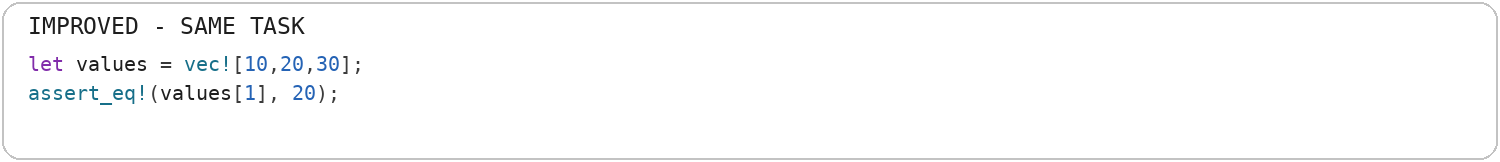 IMPROVED - SAME TASK
let values = vec![10,20,30];
assert_eq!(values[1], 20);